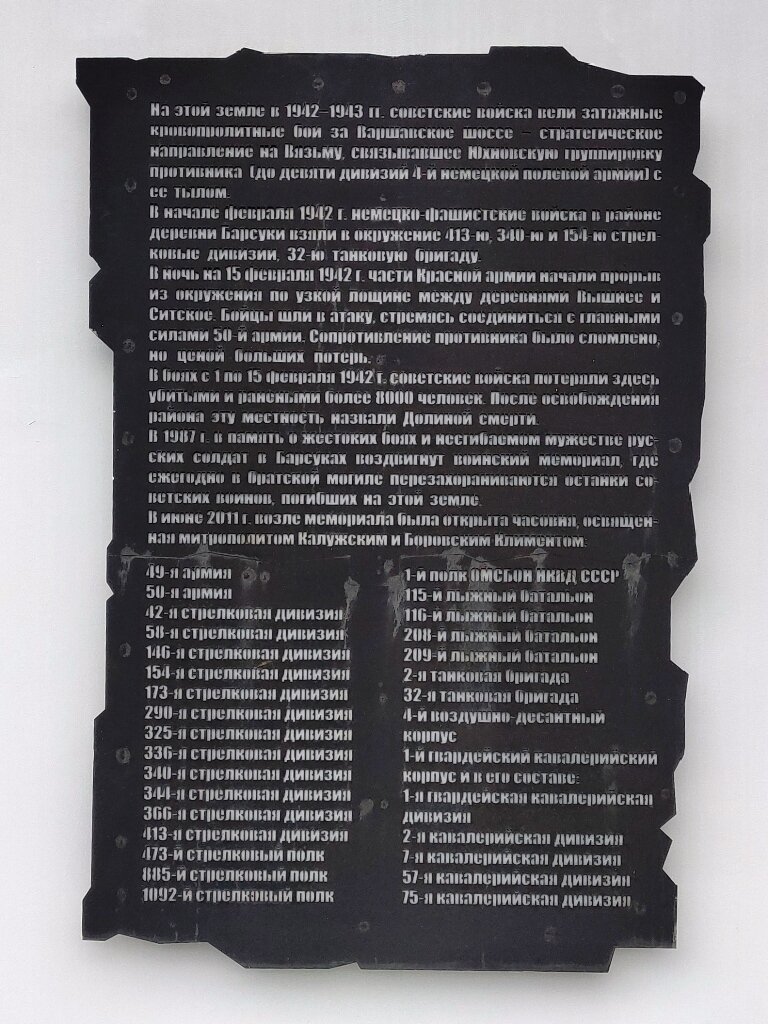 На этой земле в 1942–1943 гг. советские войска вели затяжные
кровопролитные бои за Варшавское шоссе – стратегическое
направление на Вязьму, связывавшее Юхновскую группировку
противника (до девяти дивизий 4-й немецкой полевой армии) с
ее тылом.
В начале февраля 1942 г. немецко-фашистские войска в районе
деревни Барсуки взяли в окружение 413-ю, 340-ю и 154-ю стрел-
ковые дивизии, 32-ю танковую бригаду.
В ночь на 15 февраля 1942 г. части Красной армии начали прорыв
из окружения по узкой лощине между деревнями Вышнее и
Ситское. Бойцы шли в атаку, стремясь соединиться с главными
силами 50-й армии. Сопротивление противника было сломлено,
но ценой больших потерь.
В боях с 1 по 15 февраля 1942 г. советские войска потеряли здесь
убитыми и ранеными более 8000 человек. После освобождения
района эту местность назвали Долиной смерти.
В 1987 г. в память о жестоких боях и несгибаемом мужестве рус-
ских солдат в Барсуках воздвигнут воинский мемориал, где
ежегодно в братской могиле перезахораниваются останки со-
ветских воинов, погибших на этой земле.
В июне 2011 г. возле мемориала была открыта часовня, освящен-
ная митрополитом Калужским и Боровским Климентом.
49-я армия
50-я армия
42-я стрелковая дивизия
58-я стрелковая дивизия
146-я стрелковая дивизия
154-я стрелковая дивизия
173-я стрелковая дивизия
290-я стрелковая дивизия
325-я стрелковая дивизия
336-я стрелковая дивизия
340-я стрелковая дивизия
344-я стрелковая дивизия
366-я стрелковая дивизия
413-я стрелковая дивизия
473-й стрелковый полк
885-й стрелковый полк
1092-й стрелковый полк
1-й полк ОМСБОН НКВД СССР
115-й лыжный батальон
116-й лыжный батальон
208-й лыжный батальон
209-й лыжный батальон
2-я танковая бригада
32-я танковая бригада
4-й воздушно-десантный
корпус
1-й гвардейский кавалерийский
корпус и в его составе:
1-я гвардейская кавалерийская
дивизия
2-я кавалерийская дивизия
7-я кавалерийская дивизия
57-я кавалерийская дивизия
75-я кавалерийская дивизия